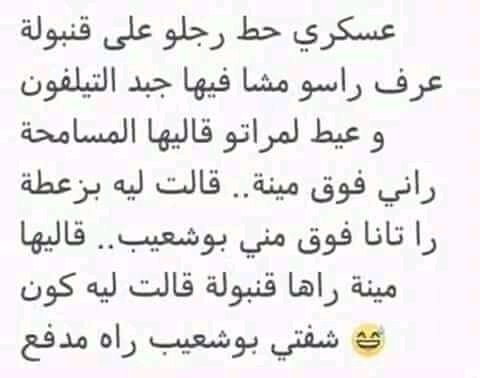 عسكري حط رجلو على قنبولة
عرف راسو مشا فيها جبد التيلفون
و عيط لمراتو قاليها المسامحة
راني فوق مينة.. قالت ليه بزعطة
را تانا فوق مني بوشعيب.. قاليها
مينة راها قنبولة قالت ليه كون
شفتي بوشعيب راه مدفع 😅